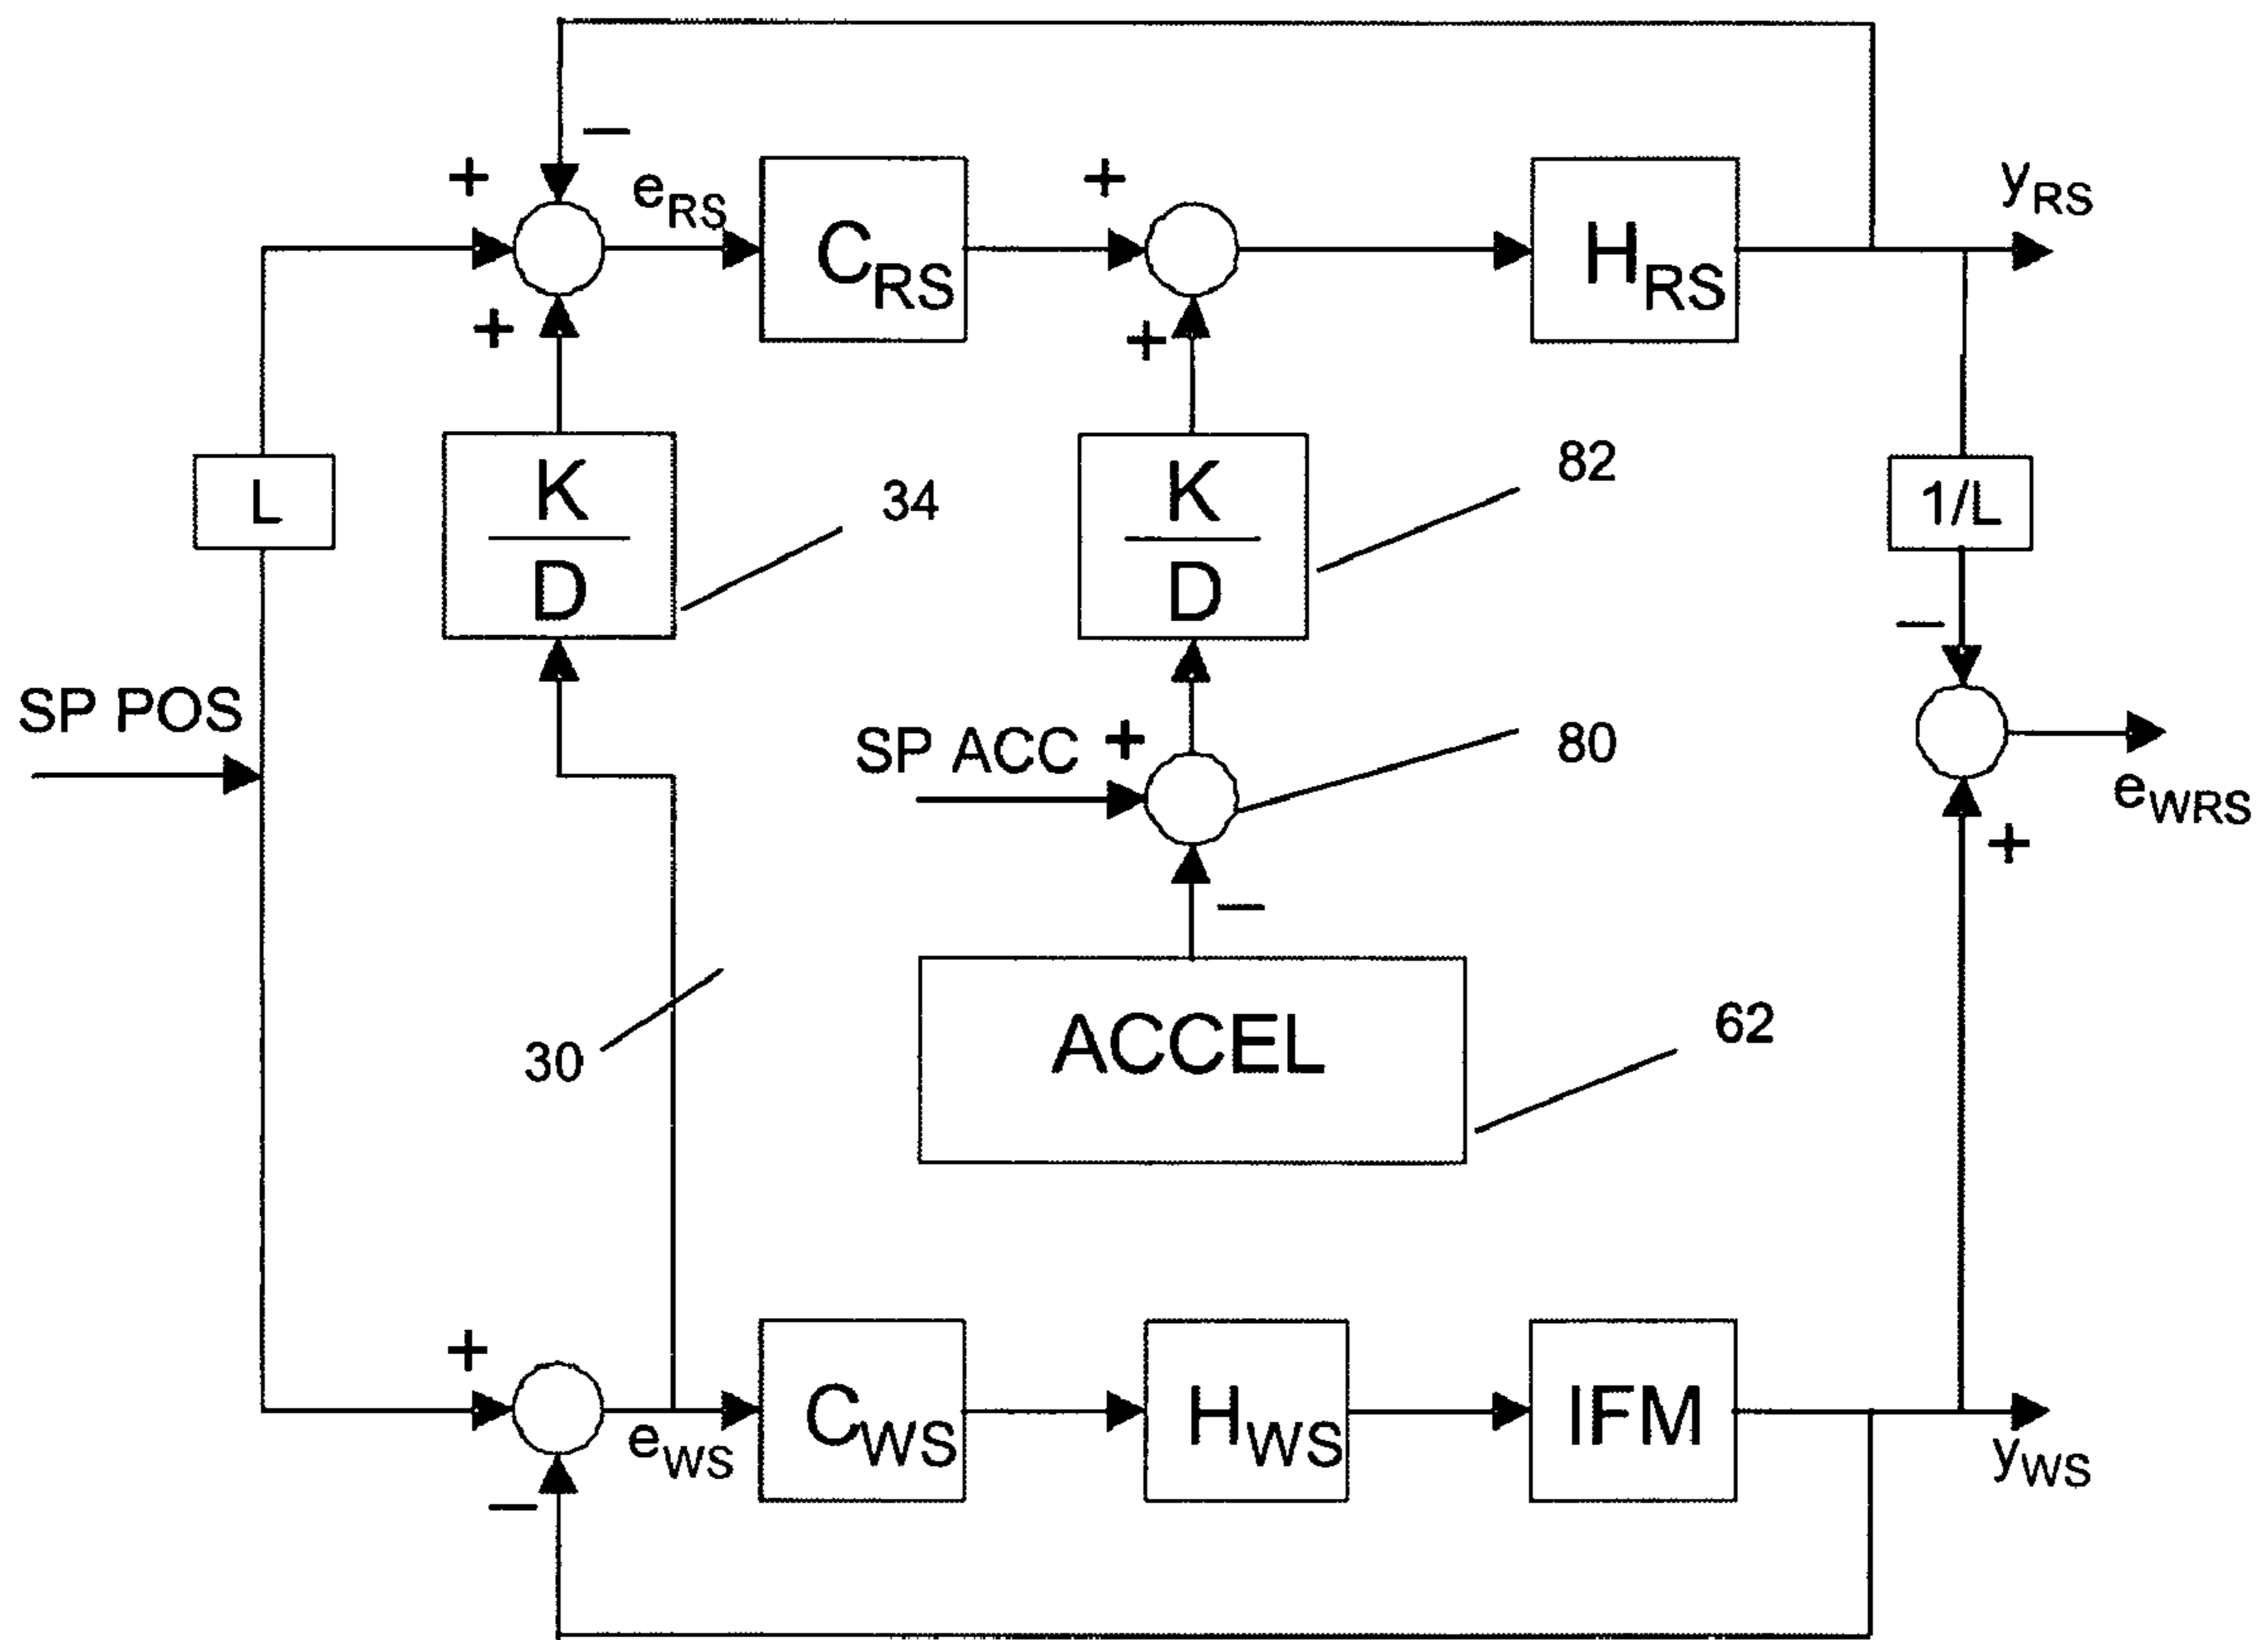 −
+
e_RS
+
y_RS
C_RS
H_RS
+
+
82
K
D
34
K
D
L
1/L
−
SP POS
SP ACC +
80
e_WRS
+
−
ACCEL
62
30
+
C_WS
H_WS
IFM
e_WS
y_WS
−